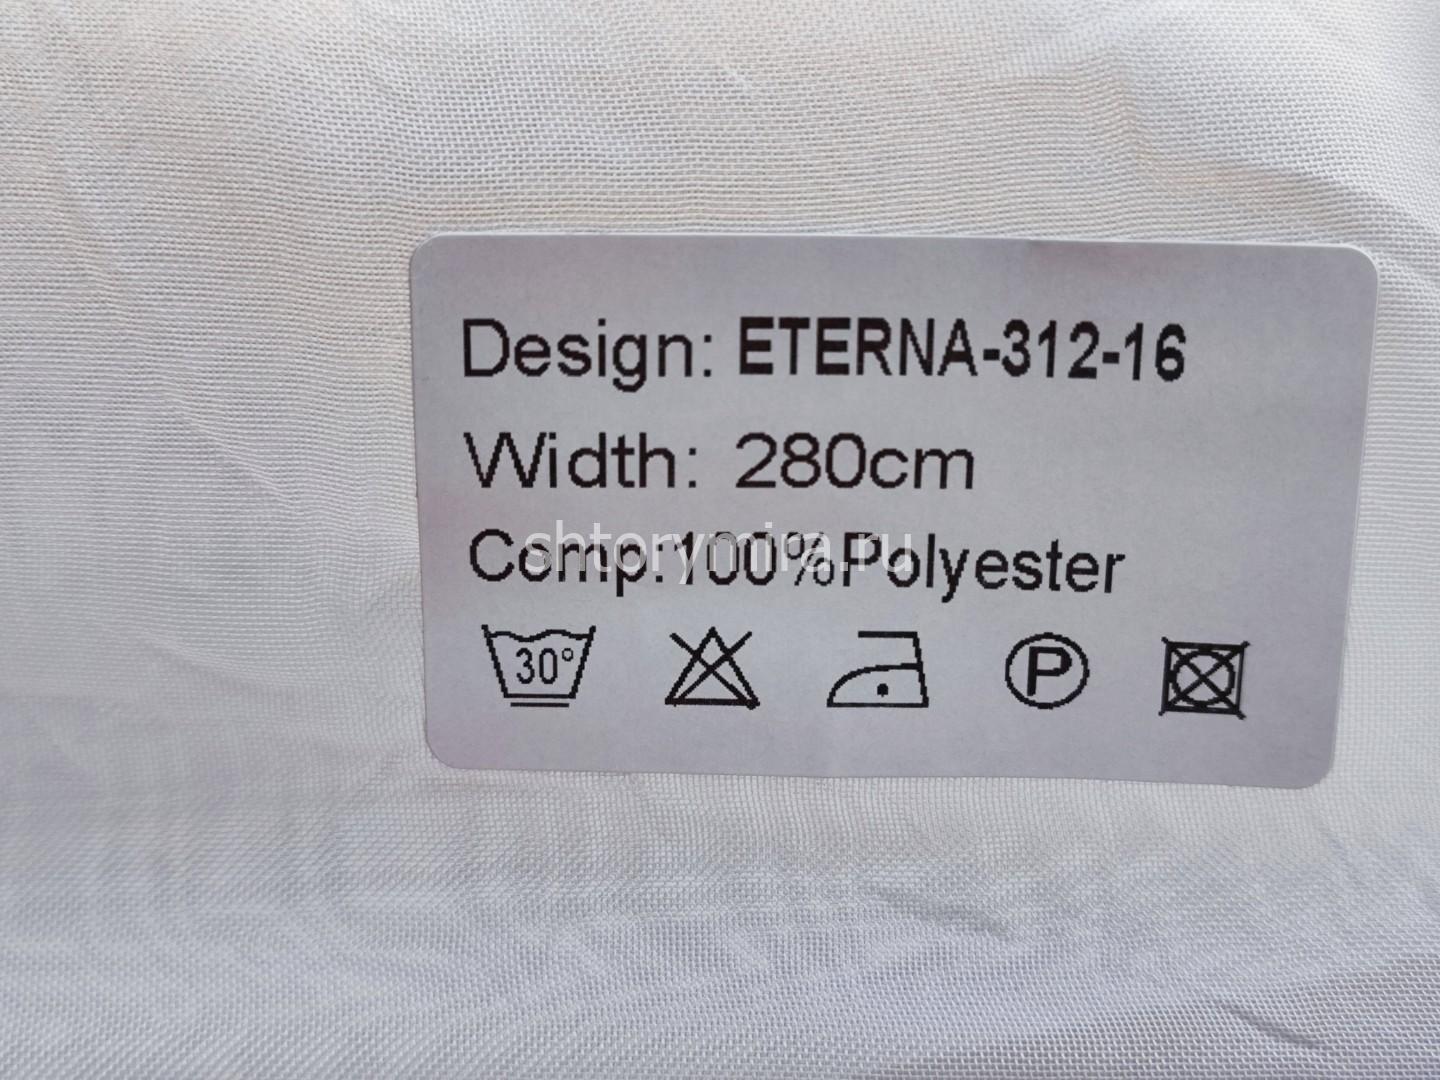 Design: ETERNA-312-16
Width: 280cm
Comp:100%Polyester
shtorymira.ru
30°
P